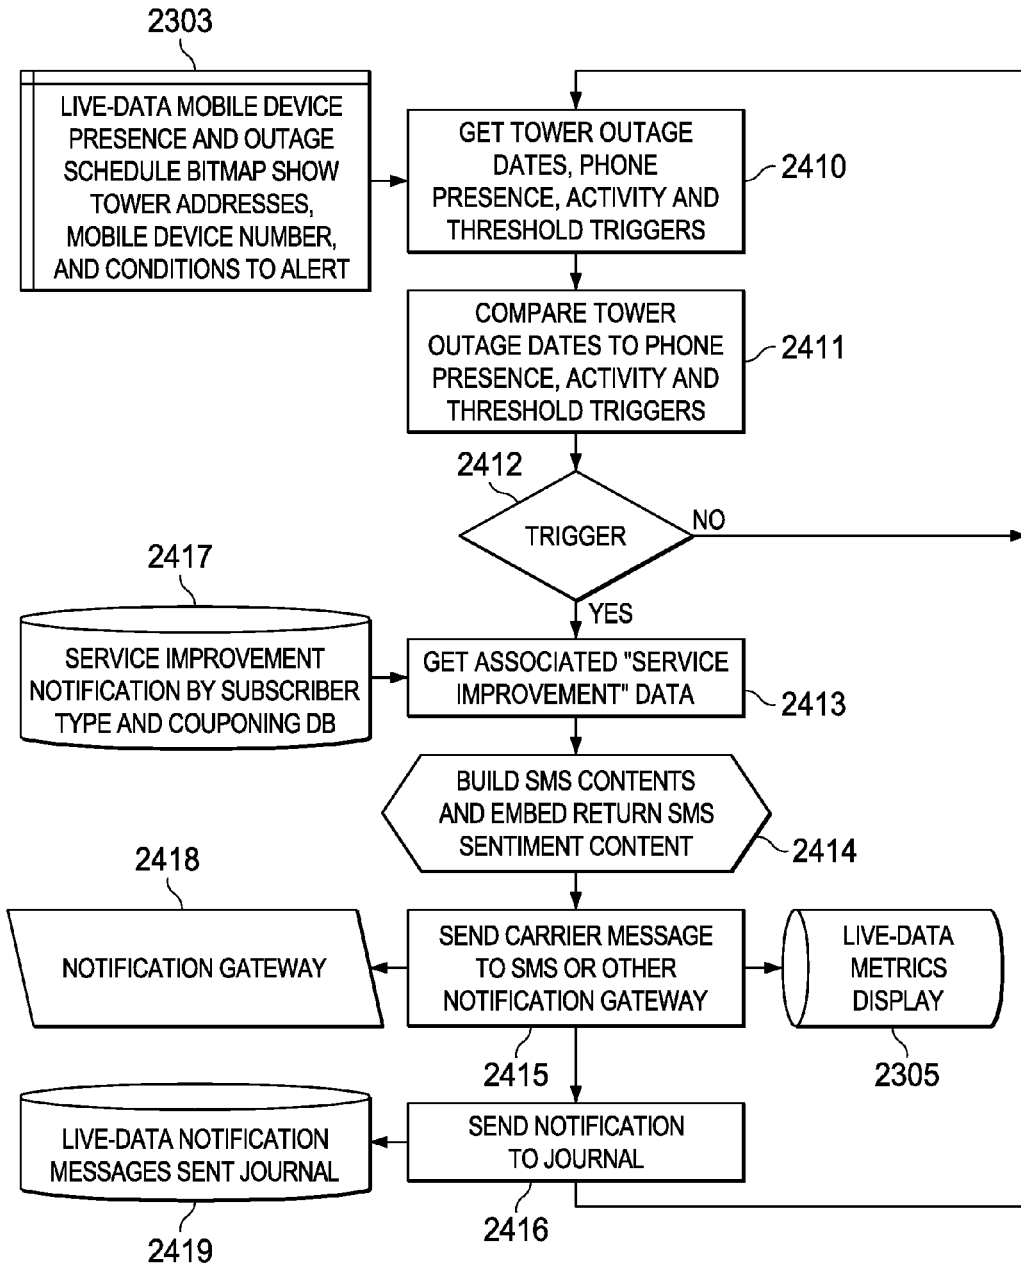 2303
LIVE-DATA MOBILE DEVICE
PRESENCE AND OUTAGE
SCHEDULE BITMAP SHOW
TOWER ADDRESSES,
MOBILE DEVICE NUMBER,
AND CONDITIONS TO ALERT
GET TOWER OUTAGE
DATES, PHONE
PRESENCE, ACTIVITY AND
THRESHOLD TRIGGERS
2410
COMPARE TOWER
OUTAGE DATES TO PHONE
PRESENCE, ACTIVITY AND
THRESHOLD TRIGGERS
2411
2412
TRIGGER
NO
YES
2417
SERVICE IMPROVEMENT
NOTIFICATION BY SUBSCRIBER
TYPE AND COUPONING DB
GET ASSOCIATED "SERVICE
IMPROVEMENT" DATA
2413
BUILD SMS CONTENTS
AND EMBED RETURN SMS
SENTIMENT CONTENT
2414
2418
NOTIFICATION GATEWAY
SEND CARRIER MESSAGE
TO SMS OR OTHER
NOTIFICATION GATEWAY
2415
LIVE-DATA
METRICS
DISPLAY
2305
LIVE-DATA NOTIFICATION
MESSAGES SENT JOURNAL
2419
SEND NOTIFICATION
TO JOURNAL
2416